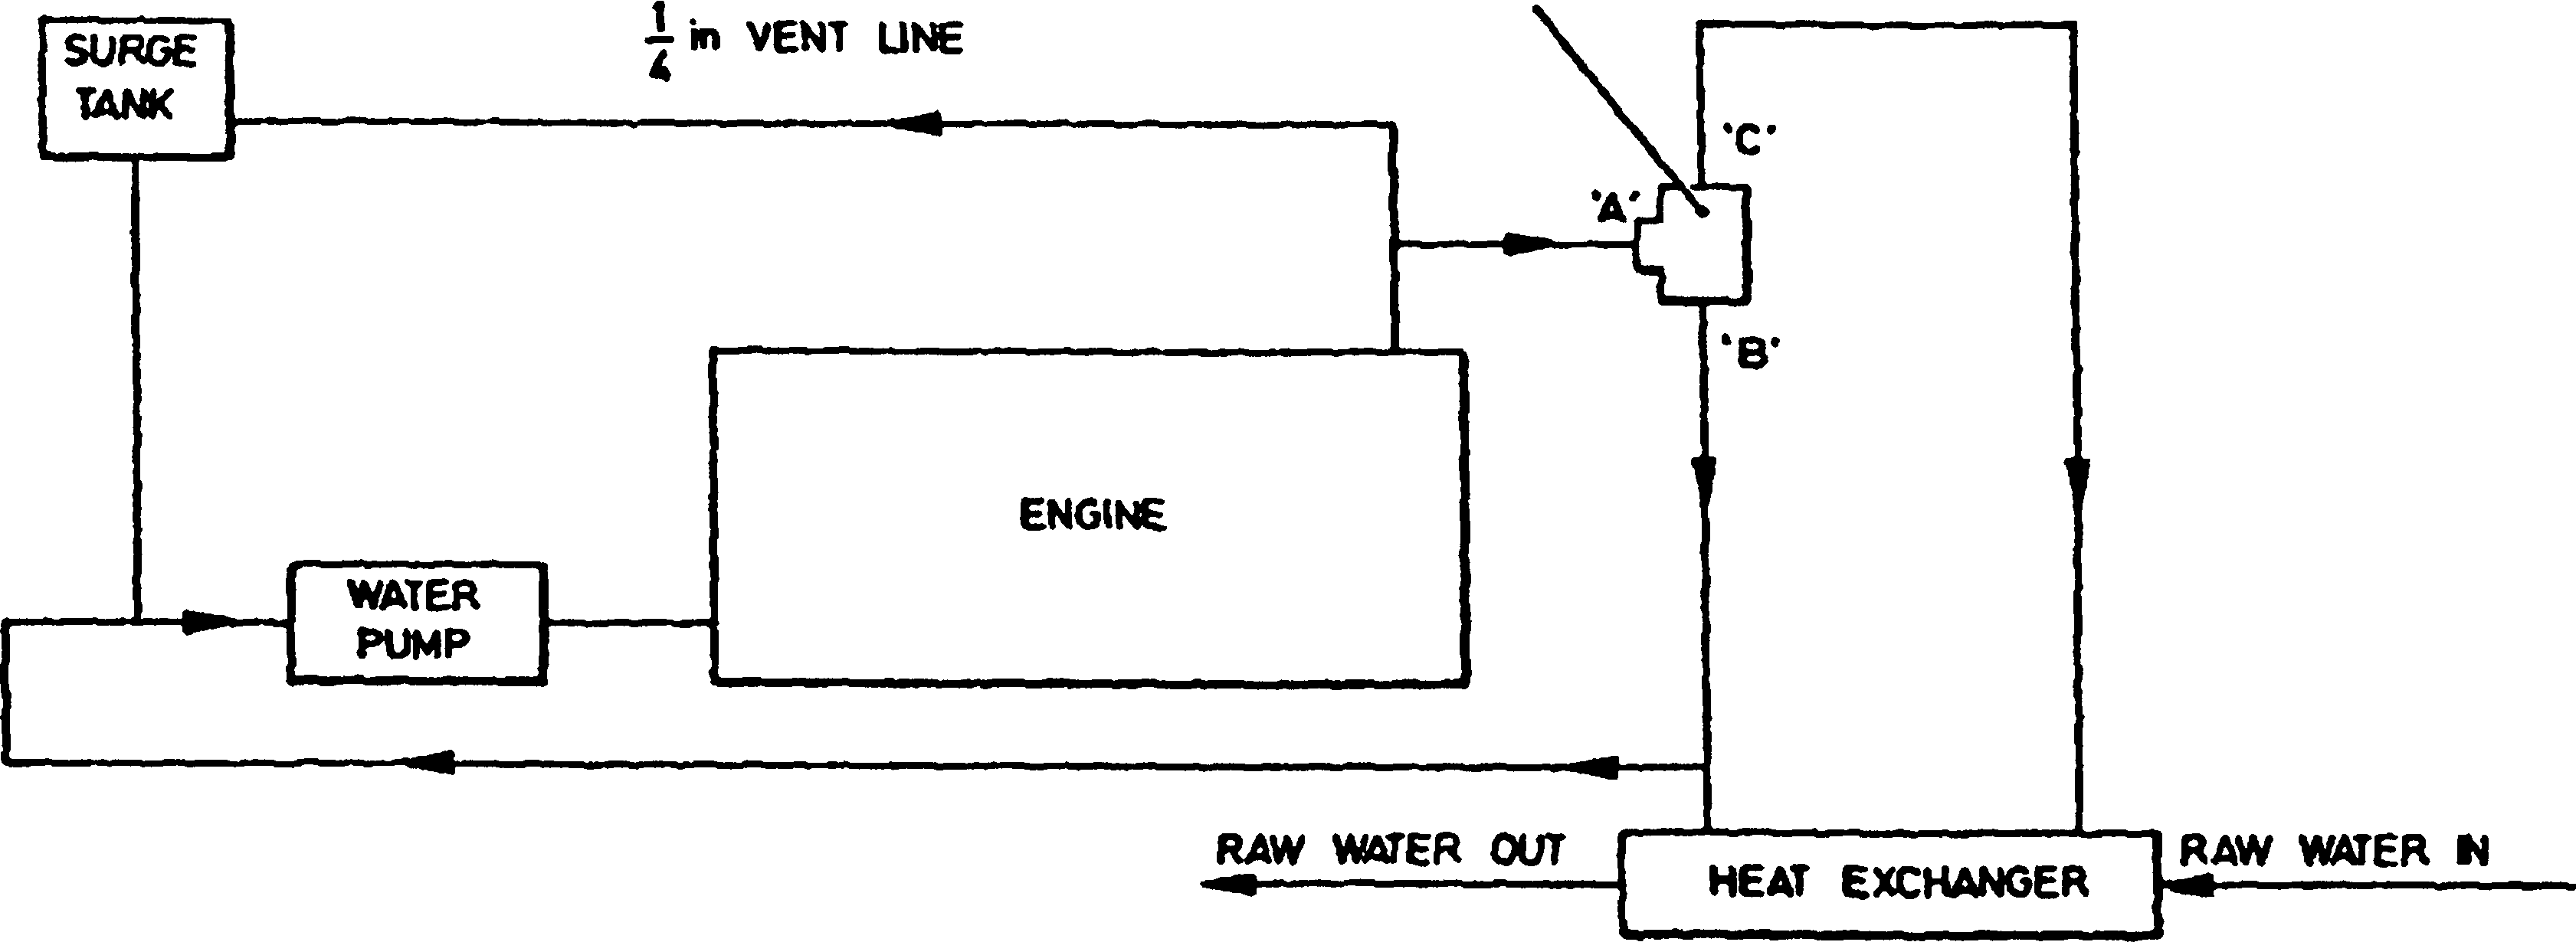 SURGE
TANK
1/4 in VENT LINE
'C'
'A'
'B'
ENGINE
WATER
PUMP
RAW WATER OUT
HEAT EXCHANGER
RAW WATER IN